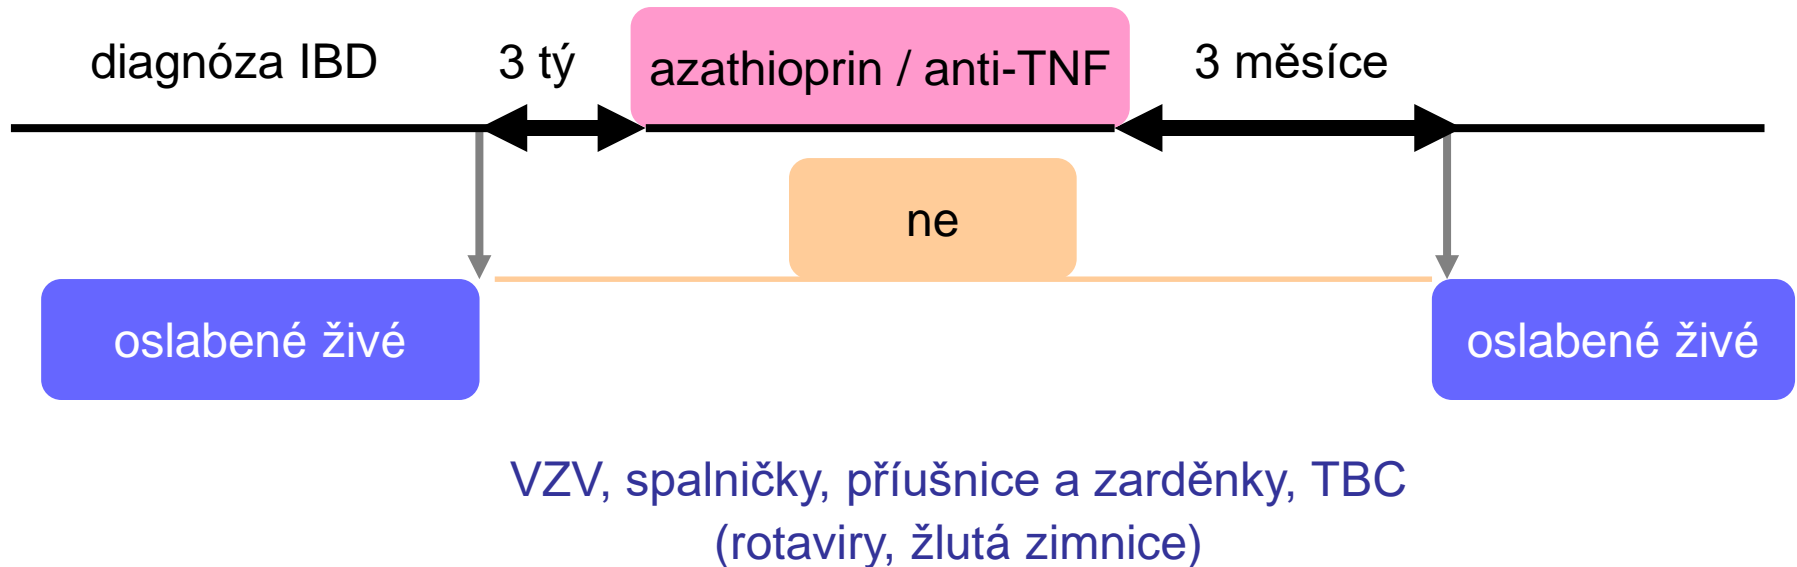 diagnóza IBD
3 tý
azathioprin / anti-TNF
3 měsíce
ne
oslabené živé
oslabené živé
VZV, spalničky, příušnice a zarděnky, TBC
(rotaviry, žlutá zimnice)